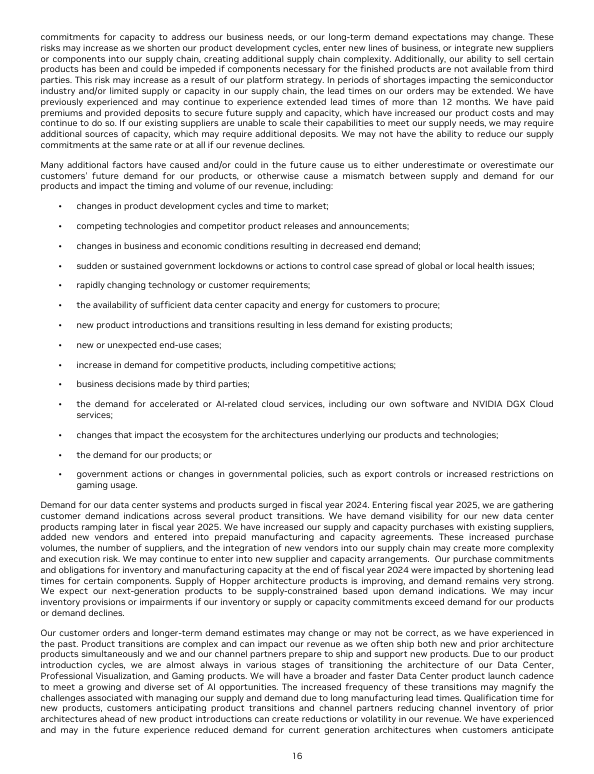 commitments for capacity to address our business needs, or our long-term demand expectations may change. These
risks may increase as we shorten our product development cycles, enter new lines of business, or integrate new suppliers
or components into our supply chain, creating additional supply chain complexity. Additionally, our ability to sell certain
products has been and could be impeded if components necessary for the finished products are not available from third
parties. This risk may increase as a result of our platform strategy. In periods of shortages impacting the semiconductor
industry and/or limited supply or capacity in our supply chain, the lead times on our orders may be extended. We have
previously experienced and may continue to experience extended lead times of more than 12 months. We have paid
premiums and provided deposits to secure future supply and capacity, which have increased our product costs and may
continue to do so. If our existing suppliers are unable to scale their capabilities to meet our supply needs, we may require
additional sources of capacity, which may require additional deposits. We may not have the ability to reduce our supply
commitments at the same rate or at all if our revenue declines.
Many additional factors have caused and/or could in the future cause us to either underestimate or overestimate our
customers' future demand for our products, or otherwise cause a mismatch between supply and demand for our
products and impact the timing and volume of our revenue, including:
• changes in product development cycles and time to market;
• competing technologies and competitor product releases and announcements;
• changes in business and economic conditions resulting in decreased end demand;
• sudden or sustained government lockdowns or actions to control case spread of global or local health issues;
• rapidly changing technology or customer requirements;
• the availability of sufficient data center capacity and energy for customers to procure;
• new product introductions and transitions resulting in less demand for existing products;
• new or unexpected end-use cases;
• increase in demand for competitive products, including competitive actions;
• business decisions made by third parties;
• the demand for accelerated or AI-related cloud services, including our own software and NVIDIA DGX Cloud
services;
• changes that impact the ecosystem for the architectures underlying our products and technologies;
• the demand for our products; or
• government actions or changes in governmental policies, such as export controls or increased restrictions on
gaming usage.
Demand for our data center systems and products surged in fiscal year 2024. Entering fiscal year 2025, we are gathering
customer demand indications across several product transitions. We have demand visibility for our new data center
products ramping later in fiscal year 2025. We have increased our supply and capacity purchases with existing suppliers,
added new vendors and entered into prepaid manufacturing and capacity agreements. These increased purchase
volumes, the number of suppliers, and the integration of new vendors into our supply chain may create more complexity
and execution risk. We may continue to enter into new supplier and capacity arrangements. Our purchase commitments
and obligations for inventory and manufacturing capacity at the end of fiscal year 2024 were impacted by shortening lead
times for certain components. Supply of Hopper architecture products is improving, and demand remains very strong.
We expect our next-generation products to be supply-constrained based upon demand indications. We may incur
inventory provisions or impairments if our inventory or supply or capacity commitments exceed demand for our products
or demand declines.
Our customer orders and longer-term demand estimates may change or may not be correct, as we have experienced in
the past. Product transitions are complex and can impact our revenue as we often ship both new and prior architecture
products simultaneously and we and our channel partners prepare to ship and support new products. Due to our product
introduction cycles, we are almost always in various stages of transitioning the architecture of our Data Center,
Professional Visualization, and Gaming products. We will have a broader and faster Data Center product launch cadence
to meet a growing and diverse set of AI opportunities. The increased frequency of these transitions may magnify the
challenges associated with managing our supply and demand due to long manufacturing lead times. Qualification time for
new products, customers anticipating product transitions and channel partners reducing channel inventory of prior
architectures ahead of new product introductions can create reductions or volatility in our revenue. We have experienced
and may in the future experience reduced demand for current generation architectures when customers anticipate
16